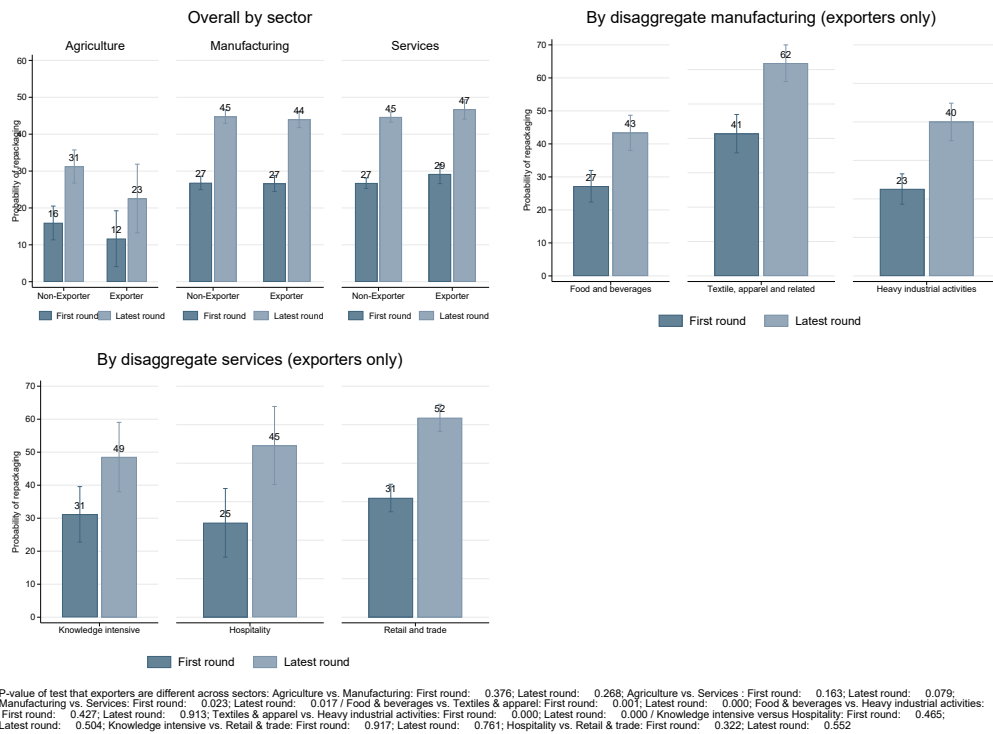 Overall by sector
Agriculture
Manufacturing
Services
Probability of repackaging
60
50
40
30
20
10
0
16
31
12
23
27
45
27
44
27
45
29
47
Non-Exporter
Exporter
Non-Exporter
Exporter
Non-Exporter
Exporter
First round
Latest round
First round
Latest round
First round
Latest round
By disaggregate manufacturing (exporters only)
Probability of repackaging
70
60
50
40
30
20
10
0
27
43
41
62
23
40
Food and beverages
Textile, apparel and related
Heavy industrial activities
First round
Latest round
By disaggregate services (exporters only)
Probability of repackaging
70
60
50
40
30
20
10
0
31
49
25
45
31
52
Knowledge intensive
Hospitality
Retail and trade
First round
Latest round
P-value of test that exporters are different across sectors: Agriculture vs. Manufacturing: First round: 0.376; Latest round: 0.268; Agriculture vs. Services : First round: 0.163; Latest round: 0.079;
Manufacturing vs. Services: First round: 0.023; Latest round: 0.017 / Food & beverages vs. Textiles & apparel: First round: 0.001; Latest round: 0.000; Food & beverages vs. Heavy industrial activities:
First round: 0.427; Latest round: 0.913; Textiles & apparel vs. Heavy industrial activities: First round: 0.000; Latest round: 0.000 / Knowledge intensive versus Hospitality: First round: 0.465;
Latest round: 0.504; Knowledge intensive vs. Retail & trade: First round: 0.917; Latest round: 0.761; Hospitality vs. Retail & trade: First round: 0.322; Latest round: 0.552